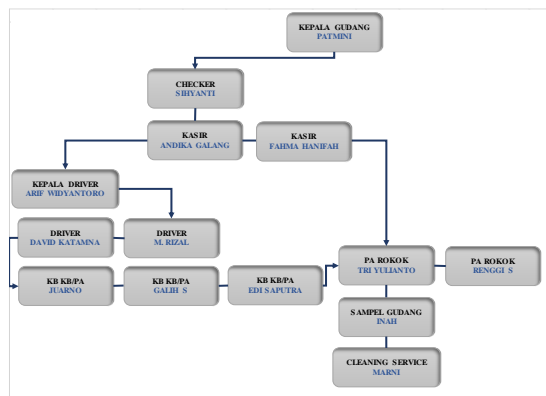 KEPALA GUDANG
PATMINI
CHECKER
SIHYANTI
KASIR
ANDIKA GALANG
KASIR
FAHMA HANIFAH
KEPALA DRIVER
ARIF WIDYANTORO
DRIVER
DAVID KATAMNA
DRIVER
M. RIZAL
PA ROKOK
TRI YULIANTO
PA ROKOK
RENGGI S
KB KB/PA
JUARNO
KB KB/PA
GALIH S
KB KB/PA
EDI SAPUTRA
SAMPEL GUDANG
INAH
CLEANING SERVICE
MARNI